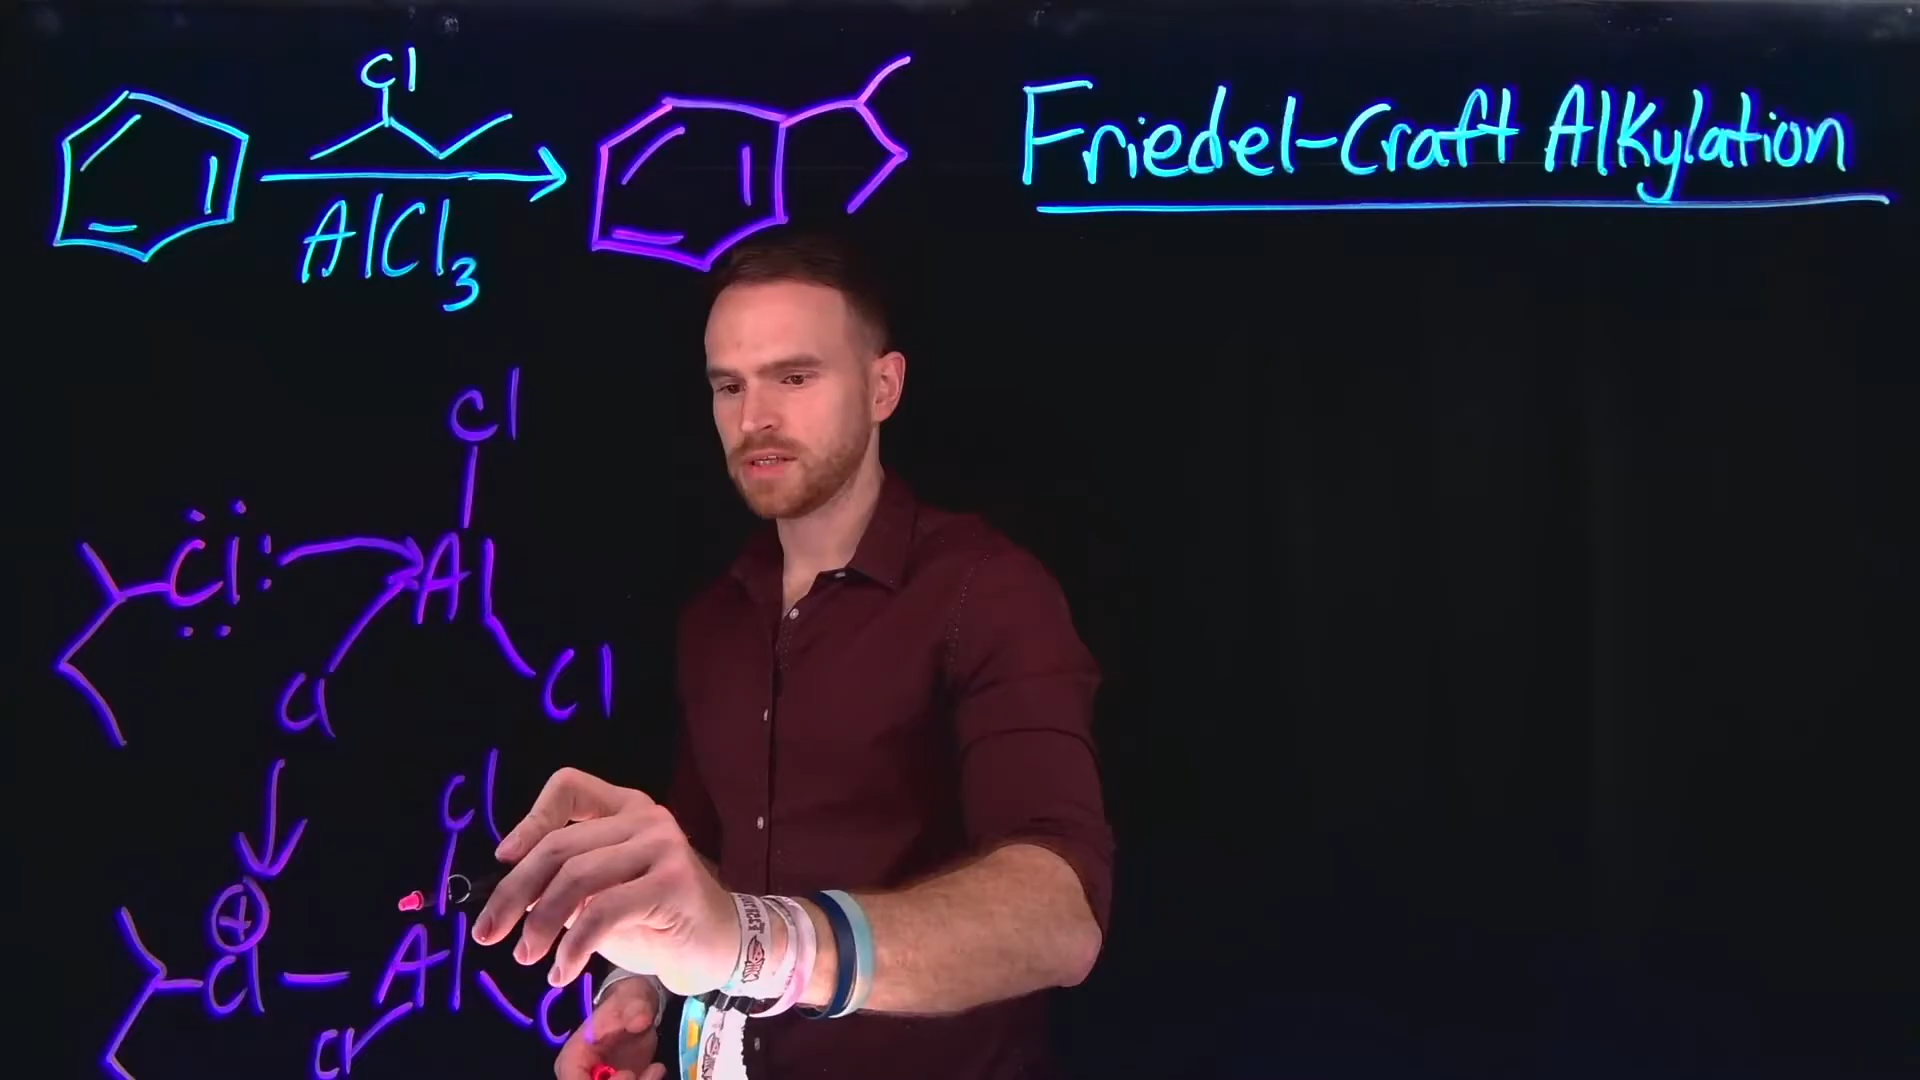 Cl
AlCl3
Friedel-Craft Alkylation
Cl
Cl: Al
Cl Cl
Cl
+
Cl - Al
Cl Cl